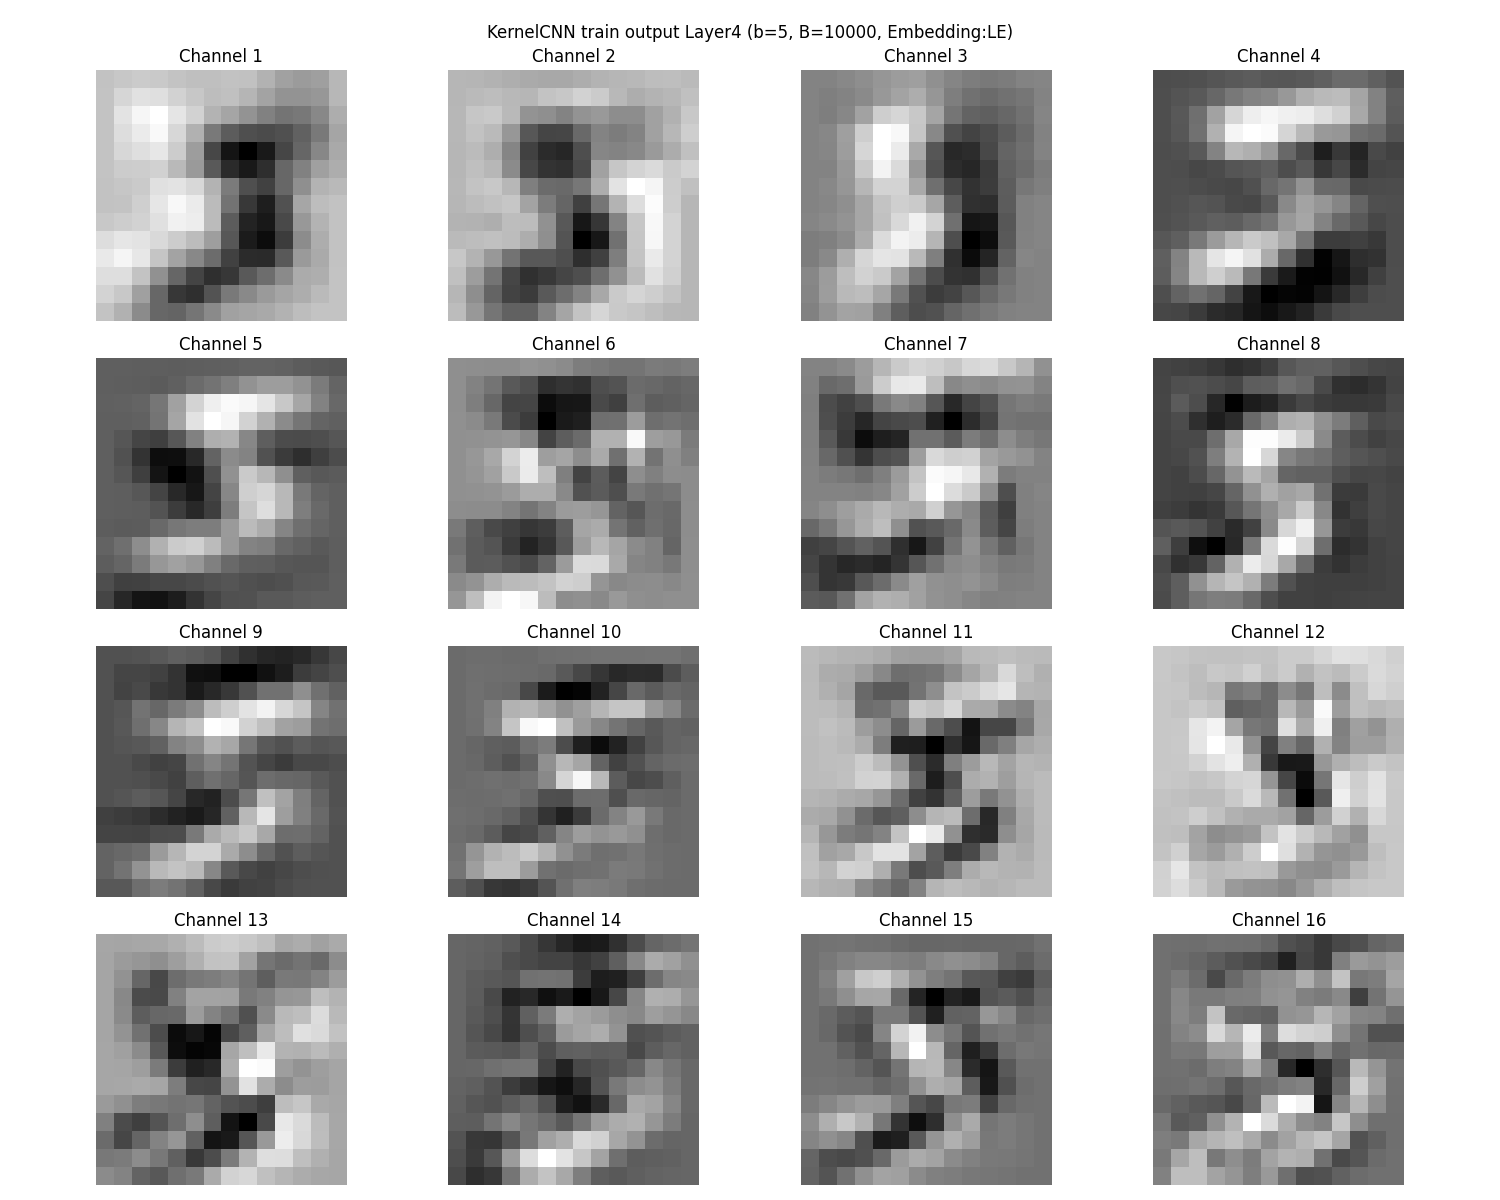 KernelCNN train output Layer4 (b=5, B=10000, Embedding:LE)
Channel 1 Channel 2 Channel 3 Channel 4
Channel 5 Channel 6 Channel 7 Channel 8
Channel 9 Channel 10 Channel 11 Channel 12
Channel 13 Channel 14 Channel 15 Channel 16